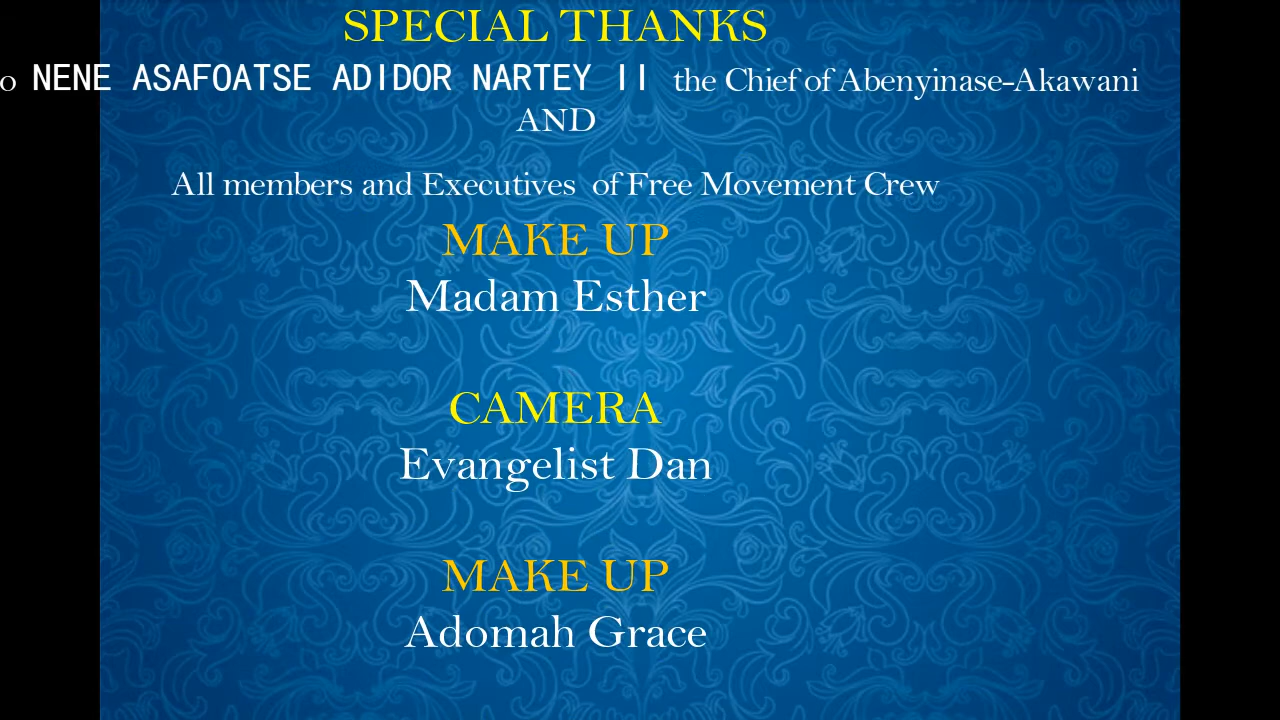 SPECIAL THANKS
o NENE ASAFOATSE ADIDOR NARTEY II the Chief of Abenyinase-Akawani
AND
All members and Executives of Free Movement Crew
MAKE UP
Madam Esther
CAMERA
Evangelist Dan
MAKE UP
Adomah Grace